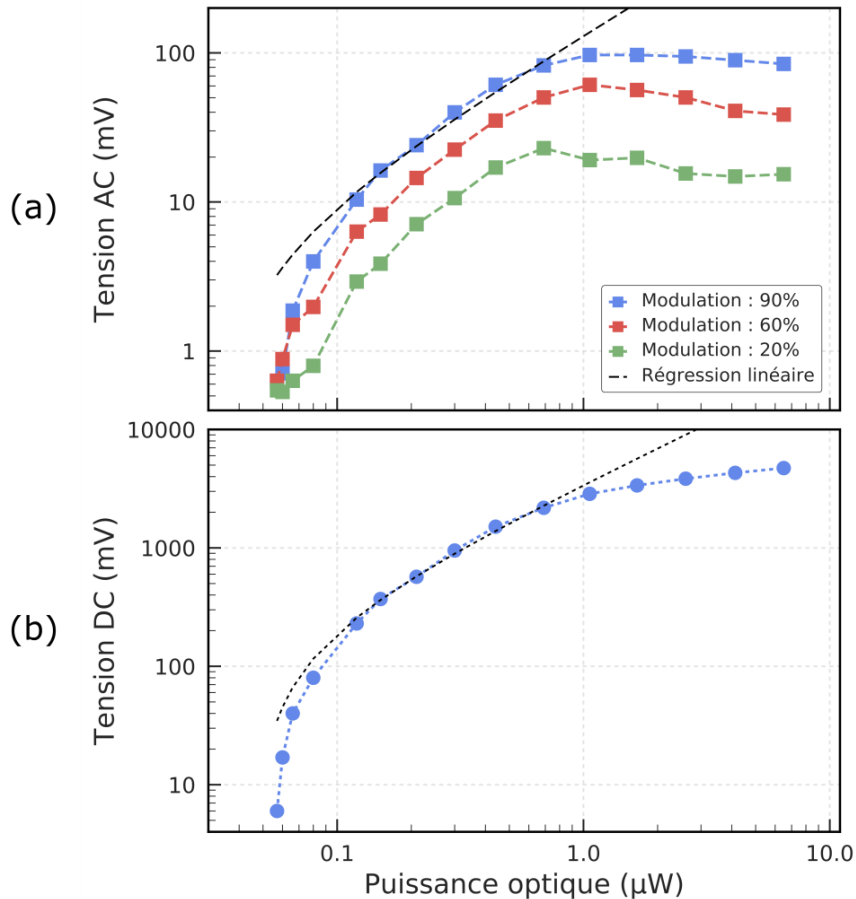 (a)
Tension AC (mV)
100
10
1
Modulation : 90%
Modulation : 60%
Modulation : 20%
Régression linéaire
(b)
Tension DC (mV)
10000
1000
100
10
0.1
1.0
10.0
Puissance optique (µW)